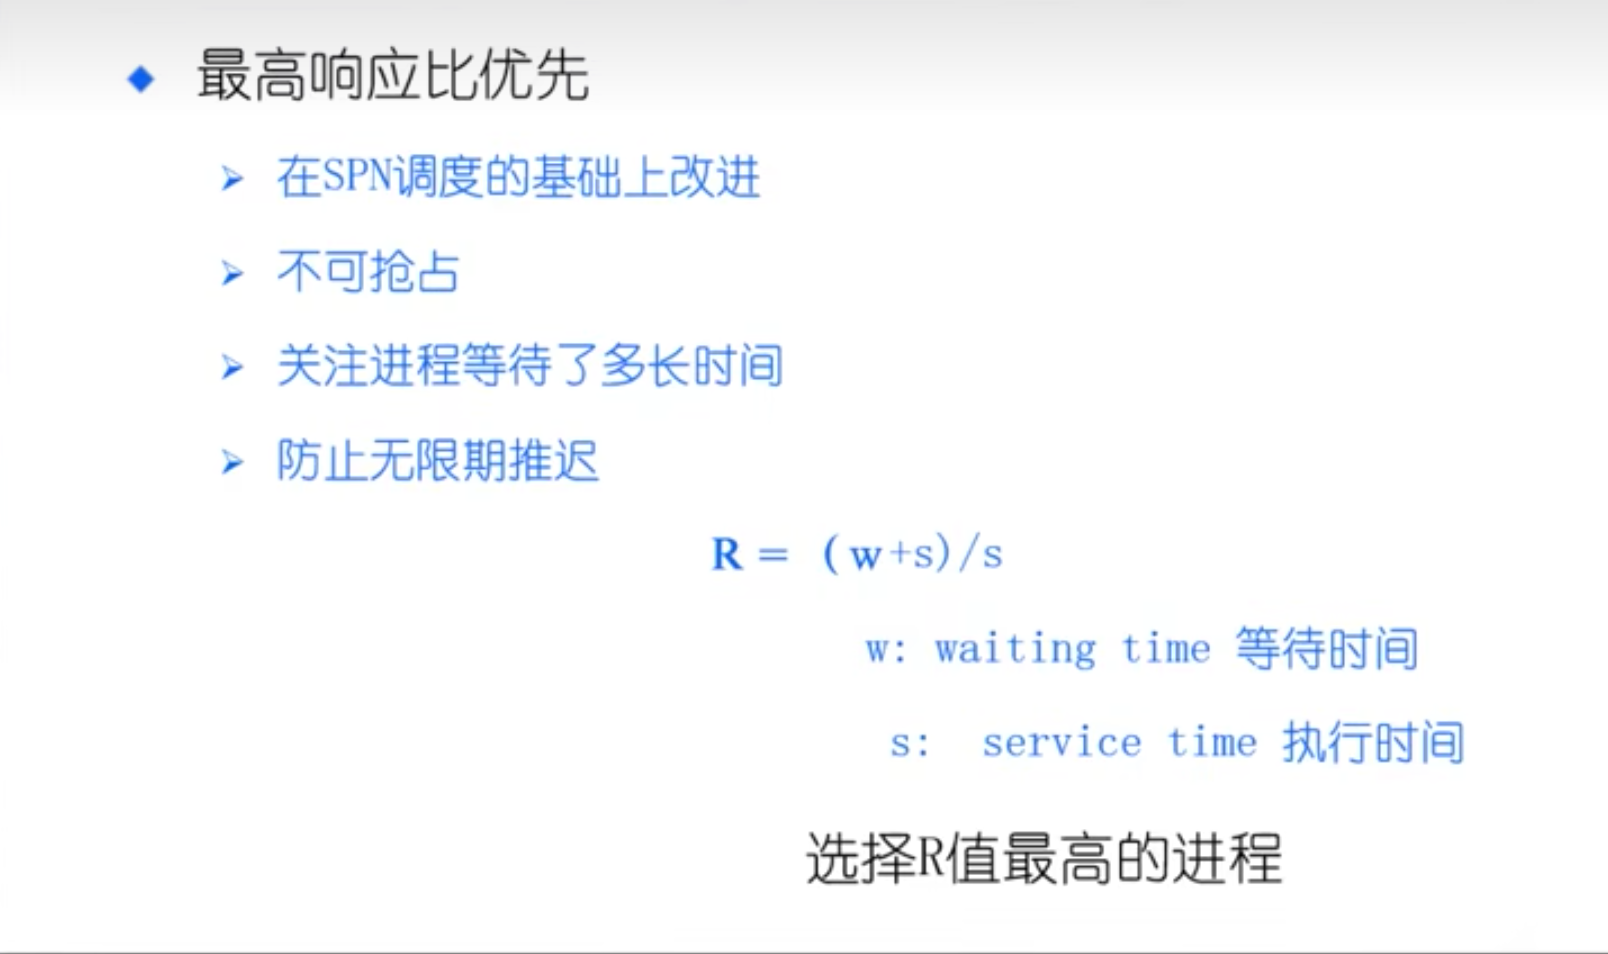 最高响应比优先
在SPN调度的基础上改进
不可抢占
关注进程等待了多长时间
防止无限期推迟
R = (w+s)/s
w: waiting time 等待时间
s: service time 执行时间
选择R值最高的进程